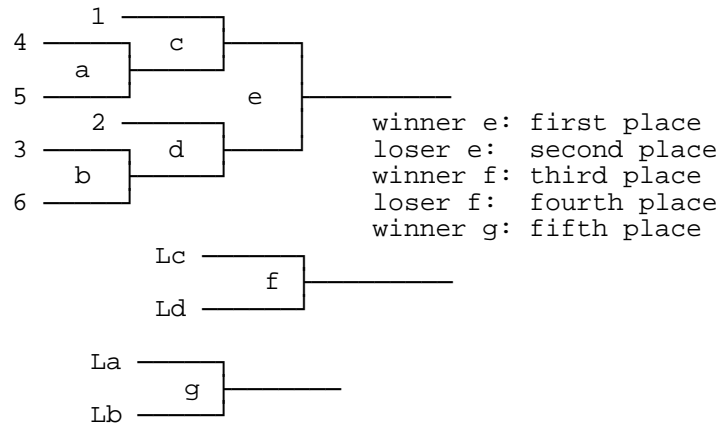 1
4
c
a
5
e
2
winner e: first place
3
d
loser e: second place
b
winner f: third place
6
loser f: fourth place
winner g: fifth place
Lc
f
Ld
La
g
Lb